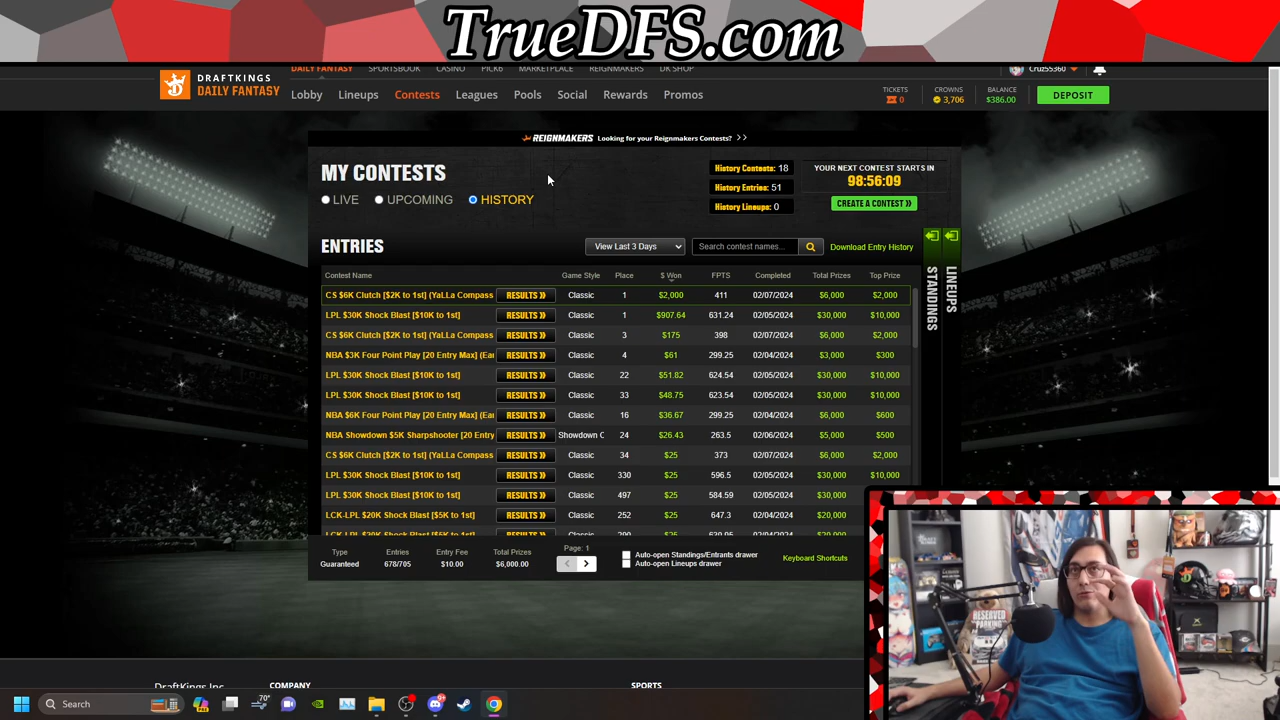 TrueDFS.com
DAILY FANTASY SPORTSBOOK CASINO PICK6 MARKETPLACE REIGNMAKERS DK SHOP
Cruz55360
DRAFTKINGS
DAILY FANTASY
Lobby Lineups Contests Leagues Pools Social Rewards Promos
TICKETS CROWNS BALANCE
0 3,706 $386.00
DEPOSIT
REIGNMAKERS Looking for your Reignmakers Contests?
MY CONTESTS
LIVE UPCOMING HISTORY
History Contests: 18
History Entries: 51
History Lineups: 0
YOUR NEXT CONTEST STARTS IN
98:56:09
CREATE A CONTEST
ENTRIES
View Last 3 Days Search contest names... Download Entry History
Contest Name Game Style Place $ Won FPTS Completed Total Prizes Top Prize
CS $6K Clutch [$2K to 1st] (YaLLa Compass RESULTS Classic 1 $2,000 411 02/07/2024 $6,000 $2,000
LPL $30K Shock Blast [$10K to 1st] RESULTS Classic 1 $907.64 631.24 02/05/2024 $30,000 $10,000
CS $6K Clutch [$2K to 1st] (YaLLa Compass RESULTS Classic 3 $175 398 02/07/2024 $6,000 $2,000
NBA $3K Four Point Play [20 Entry Max] (Ea RESULTS Classic 4 $61 299.25 02/04/2024 $3,000 $300
LPL $30K Shock Blast [$10K to 1st] RESULTS Classic 22 $51.82 624.54 02/05/2024 $30,000 $10,000
LPL $30K Shock Blast [$10K to 1st] RESULTS Classic 33 $48.75 623.54 02/05/2024 $30,000 $10,000
NBA $6K Four Point Play [20 Entry Max] (Ea RESULTS Classic 16 $36.67 299.25 02/04/2024 $6,000 $600
NBA Showdown $5K Sharpshooter [20 Entry RESULTS Showdown C 24 $26.43 263.5 02/06/2024 $5,000 $500
CS $6K Clutch [$2K to 1st] (YaLLa Compass RESULTS Classic 34 $25 373 02/07/2024 $6,000 $2,000
LPL $30K Shock Blast [$10K to 1st] RESULTS Classic 330 $25 596.5 02/05/2024 $30,000 $10,000
LPL $30K Shock Blast [$10K to 1st] RESULTS Classic 497 $25 584.59 02/05/2024 $30,000
LCK-LPL $20K Shock Blast [$5K to 1st] RESULTS Classic 252 $25 647.3 02/04/2024 $20,000
STANDINGS
LINEUPS
Type Entries Entry Fee Total Prizes
Guaranteed 678/705 $10.00 $6,000.00
Page: 1
Auto-open Standings/Entrants drawer
Auto-open Lineups drawer
Keyboard Shortcuts
RESERVED
DraftKings Inc. COMPANY SPORTS
Search
70°